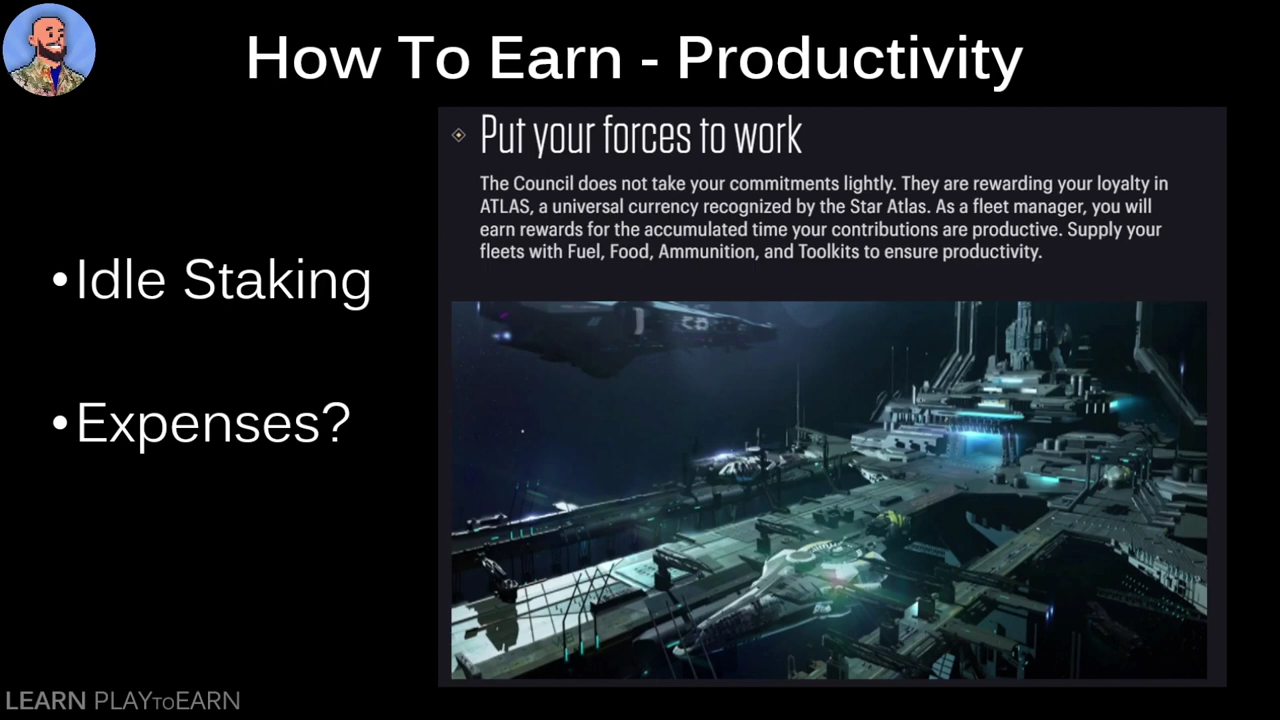 How To Earn - Productivity
Put your forces to work
The Council does not take your commitments lightly. They are rewarding your loyalty in
ATLAS, a universal currency recognized by the Star Atlas. As a fleet manager, you will
earn rewards for the accumulated time your contributions are productive. Supply your
fleets with Fuel, Food, Ammunition, and Toolkits to ensure productivity.
•Idle Staking
•Expenses?
LEARN PLAYTOEARN